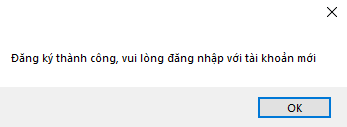 Đăng ký thành công, vui lòng đăng nhập với tài khoản mới
OK